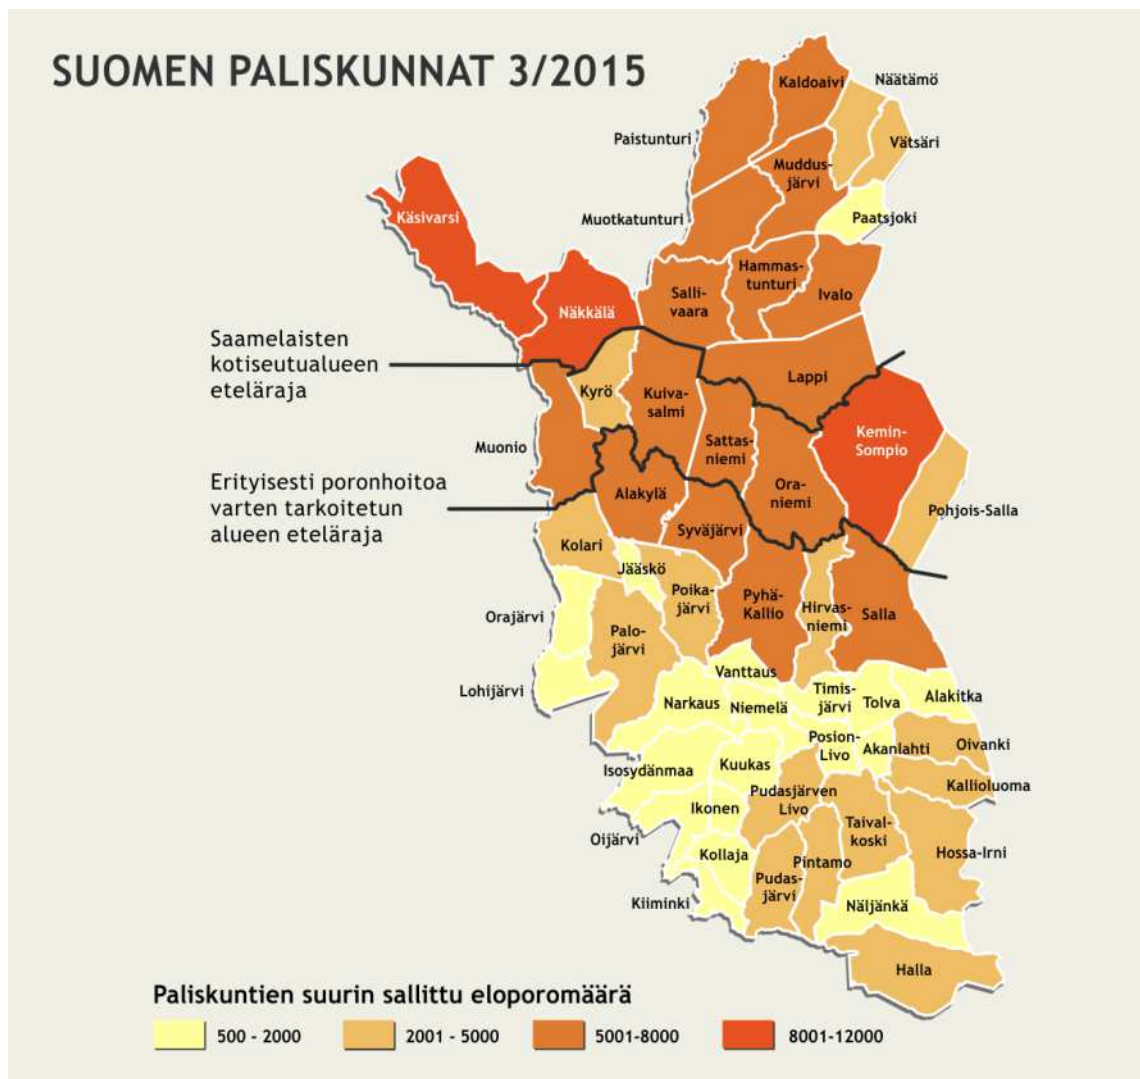 SUOMEN PALISKUNNAT 3/2015
Kaldoaivi
Näätämö
Paistunturi
Vätsäri
Muddus-
järvi
Käsivarsi
Muotkatunturi
Paatsjoki
Hammas-
tunturi
Salli-
vaara
Ivalo
Näkkälä
Saamelaisten
kotiseutualueen
eteläraja
Lappi
Kyrö
Kuiva-
salmi
Kemin-
Sompio
Muonio
Sattas-
niemi
Erityisesti poronhoitoa
varten tarkoitetun
alueen eteläraja
Alakylä
Ora-
niemi
Pohjois-Salla
Syväjärvi
Kolari
Jääskö
Poika-
järvi
Pyhä-
Kallio
Hirvas-
niemi
Salla
Orajärvi
Palo-
järvi
Vanttaus
Lohijärvi
Narkaus
Niemelä
Timis-
järvi
Tolva
Alakitka
Posion-
Livo
Akanlahti
Oivanki
Isosydänmaa
Kuukas
Kallioluoma
Pudasjärven
Livo
Ikonen
Taival-
koski
Oijärvi
Kollaja
Pintamo
Hossa-Irni
Pudas-
järvi
Kiiminki
Näljänkä
Halla
Paliskuntien suurin sallittu eloporomäärä
500 - 2000
2001 - 5000
5001-8000
8001-12000